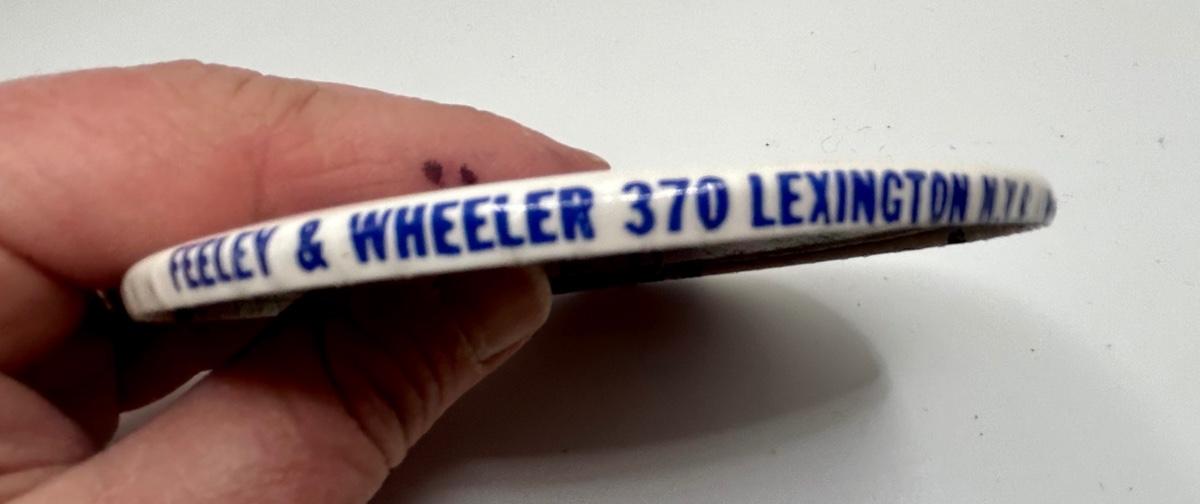 FEELEY & WHEELER 370 LEXINGTON N.Y.C.